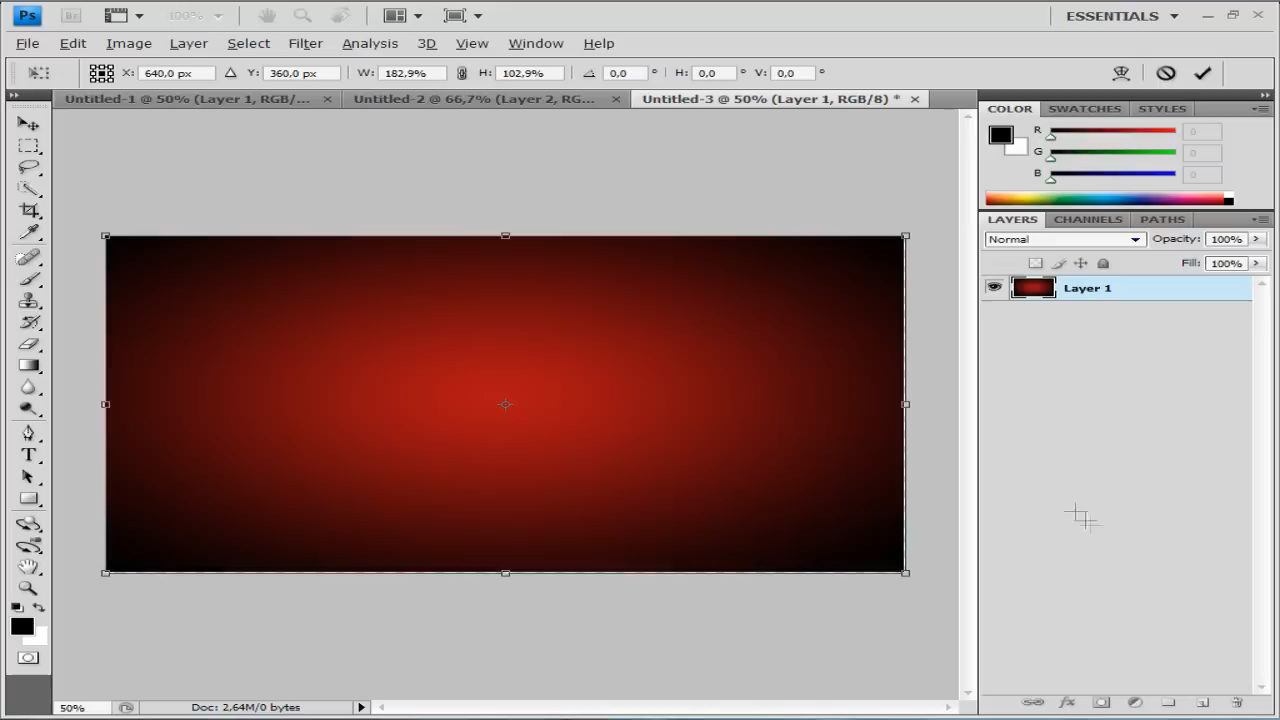 Ps Br 100% ESSENTIALS
File Edit Image Layer Select Filter Analysis 3D View Window Help
X: 640,0 px Y: 360,0 px W: 182,9% H: 102,9% 0,0 ° H: 0,0 ° V: 0,0 °
Untitled-1 @ 50% (Layer 1, RGB/... × Untitled-2 @ 66,7% (Layer 2, RG... × Untitled-3 @ 50% (Layer 1, RGB/8) * ×
COLOR SWATCHES STYLES
R 0
G 0
B 0
LAYERS CHANNELS PATHS
Normal Opacity: 100%
Fill: 100%
Layer 1
T
50% Doc: 2,64M/0 bytes
fx